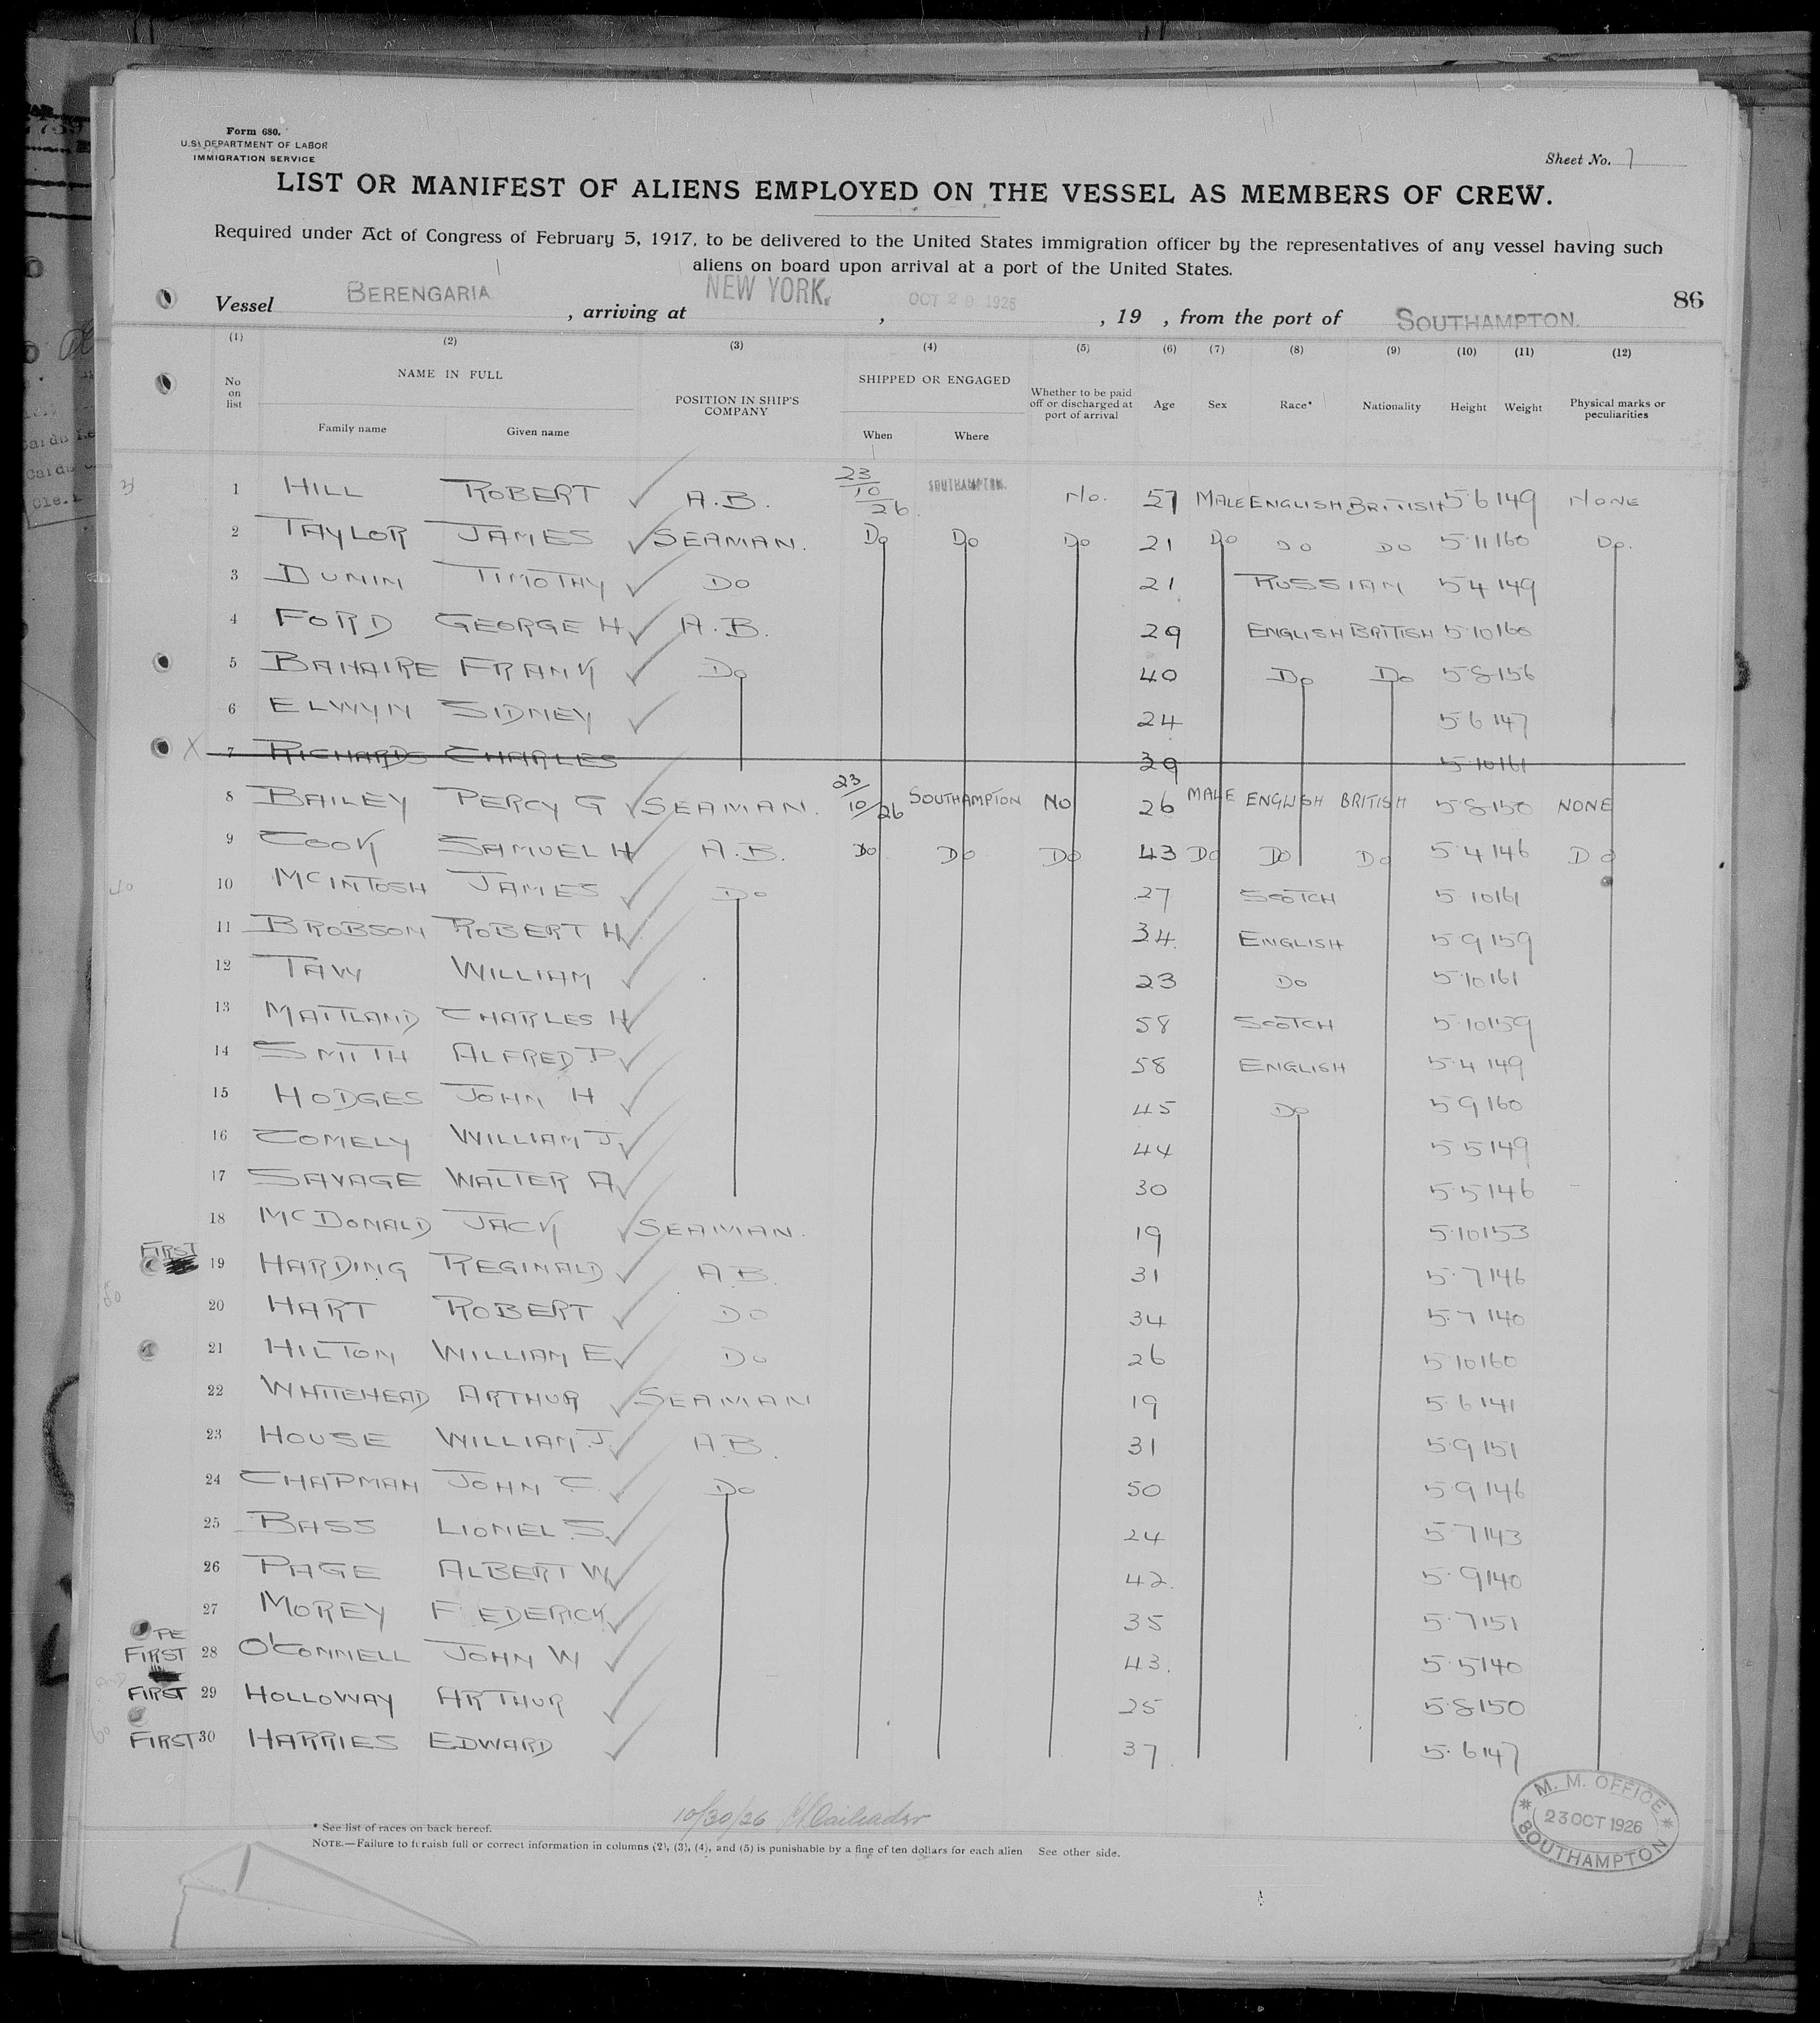 Form 680.
U.S. DEPARTMENT OF LABOR
IMMIGRATION SERVICE
Sheet No. 7
LIST OR MANIFEST OF ALIENS EMPLOYED ON THE VESSEL AS MEMBERS OF CREW.
Required under Act of Congress of February 5, 1917, to be delivered to the United States immigration officer by the representatives of any vessel having such
aliens on board upon arrival at a port of the United States.
86
Vessel BERENGARIA, arriving at NEW YORK, OCT 29 1926, 19 , from the port of SOUTHAMPTON.
(1) (2) (3) (4) (5) (6) (7) (8) (9) (10) (11) (12)
No on list NAME IN FULL Family name Given name POSITION IN SHIP'S COMPANY SHIPPED OR ENGAGED When Where Whether to be paid off or discharged at port of arrival Age Sex Race* Nationality Height Weight Physical marks or peculiarities
1 HILL ROBERT A.B. 23/10/26 SOUTHAMPTON. No. 57 MALE ENGLISH BRITISH 5·6 149 NONE
2 TAYLOR JAMES SEAMAN. Do Do Do 21 Do Do Do 5·11 160 Do.
3 DUNIN TIMOTHY Do 21 RUSSIAN 5·4 149
4 FORD GEORGE H A.B. 29 ENGLISH BRITISH 5·10 160
5 BANAIRE FRANK Do 40 Do Do 5·8 156
6 ELWYN SIDNEY 24 5·6 147
X 7 RICHARDS CHARLES 39 5·10 161
8 BAILEY PERCY G SEAMAN. 23/10/26 SOUTHAMPTON NO 26 MALE ENGLISH BRITISH 5·8 150 NONE
9 COOK SAMUEL H A.B. Do Do Do 43 Do Do Do 5·4 146 Do
10 McINTOSH JAMES Do 27 SCOTCH 5·10 161
11 BROBSON ROBERT H 34. ENGLISH 5·9 159
12 TAVY WILLIAM 23 Do 5·10 161
13 MAITLAND CHARLES H 58 SCOTCH 5·10 159
14 SMITH ALFRED P 58 ENGLISH 5·4 149
15 HODGES JOHN H 45 Do 5·9 160
16 COMELY WILLIAM J 44 5·5 149
17 SAVAGE WALTER A 30 5·5 146
18 McDONALD JACK SEAMAN. 19 5·10 153
FIRST 19 HARDING REGINALD A.B. 31 5·7 146
20 HART ROBERT Do 34 5·7 140
21 HILTON WILLIAM E Do 26 5·10 160
22 WHITEHEAD ARTHUR SEAMAN 19 5·6 141
23 HOUSE WILLIAM J. A.B. 31 5·9 151
24 CHAPMAN JOHN C. Do 50 5·9 146
25 BASS LIONEL S. 24 5·7 143
26 PAGE ALBERT W 42. 5·9 140
27 MOREY F EDERICK 35 5·7 151
FIRST 28 O'CONNELL JOHN W 43. 5·5 140
FIRST 29 HOLLOWAY ARTHUR 25 5·8 150
FIRST 30 HARRIES EDWARD 37 5·6 147
10/30/26
* See list of races on back hereof.
NOTE.—Failure to furnish full or correct information in columns (2), (3), (4), and (5) is punishable by a fine of ten dollars for each alien See other side.
M. M. OFFICE
23 OCT 1926
SOUTHAMPTON